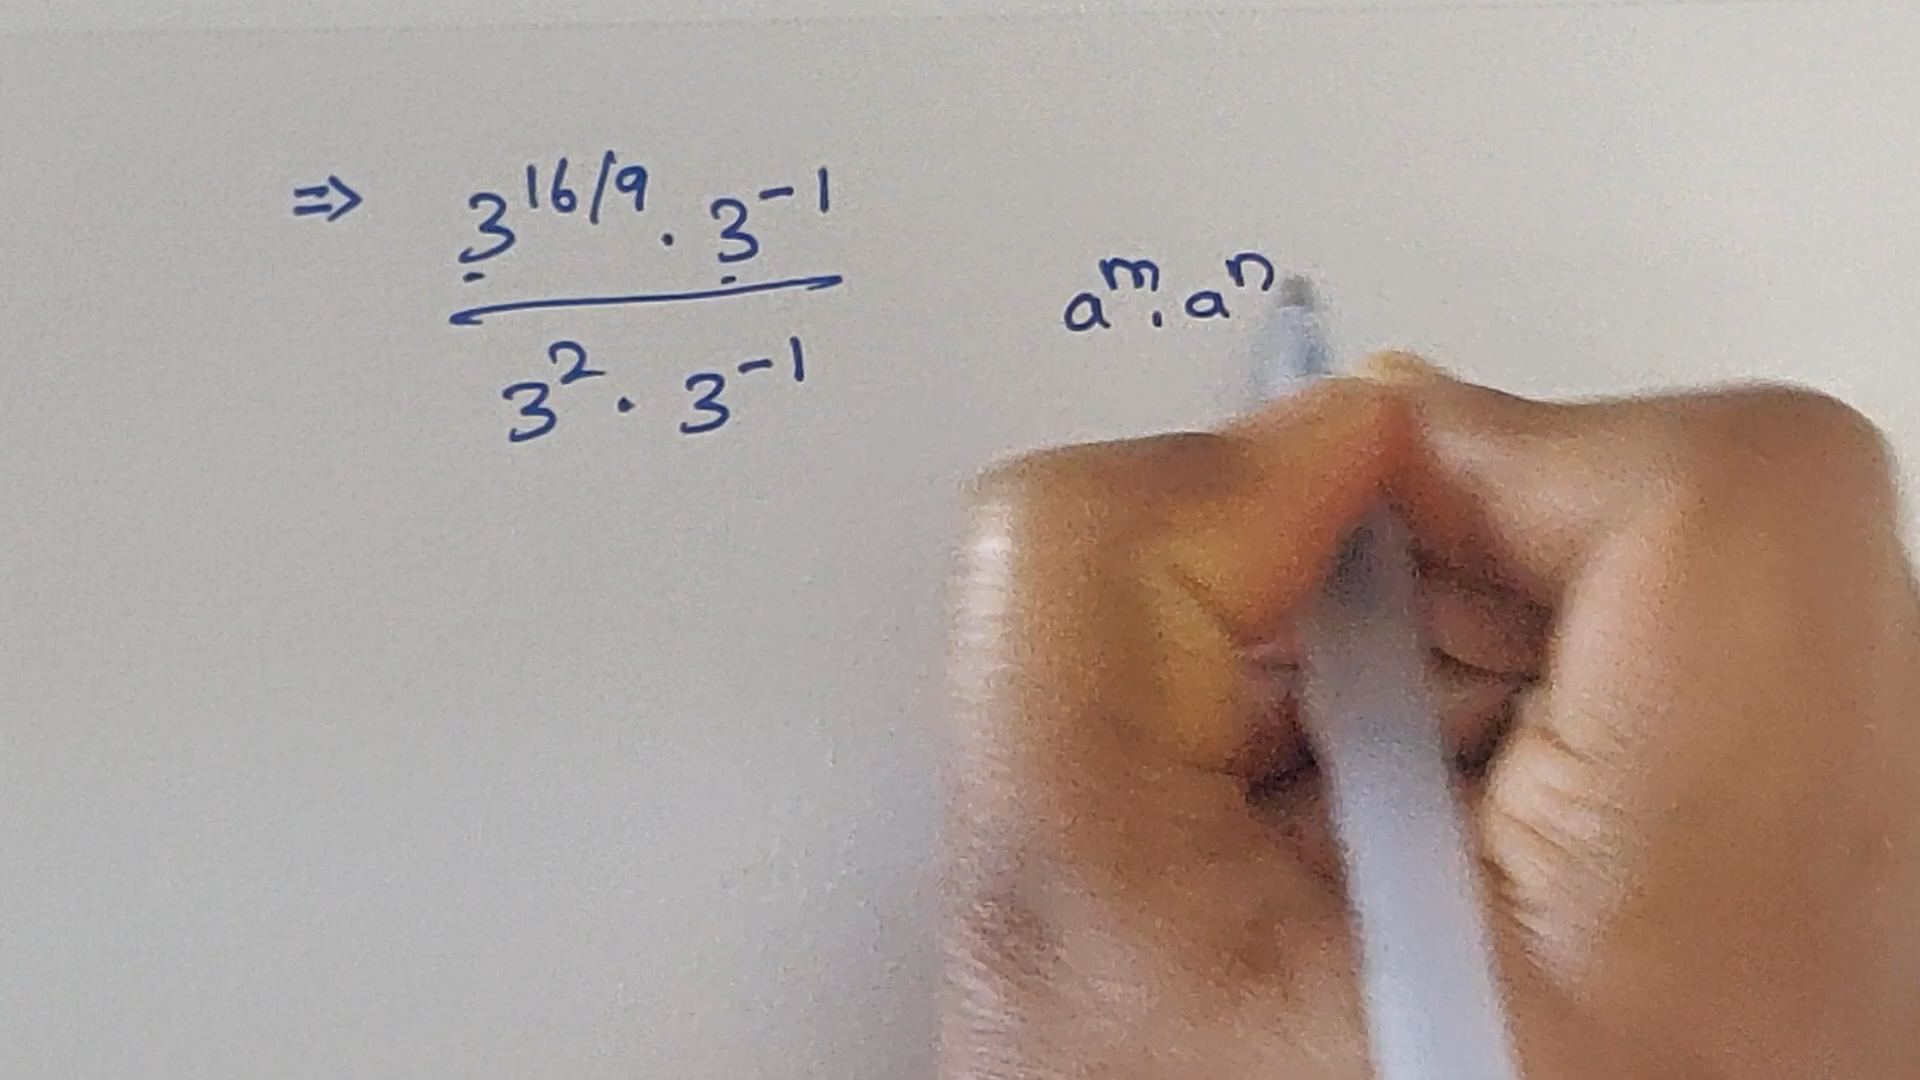 ⇒ 3^{16/9} · 3^{-1}
3^2 · 3^{-1}
a^m · a^n